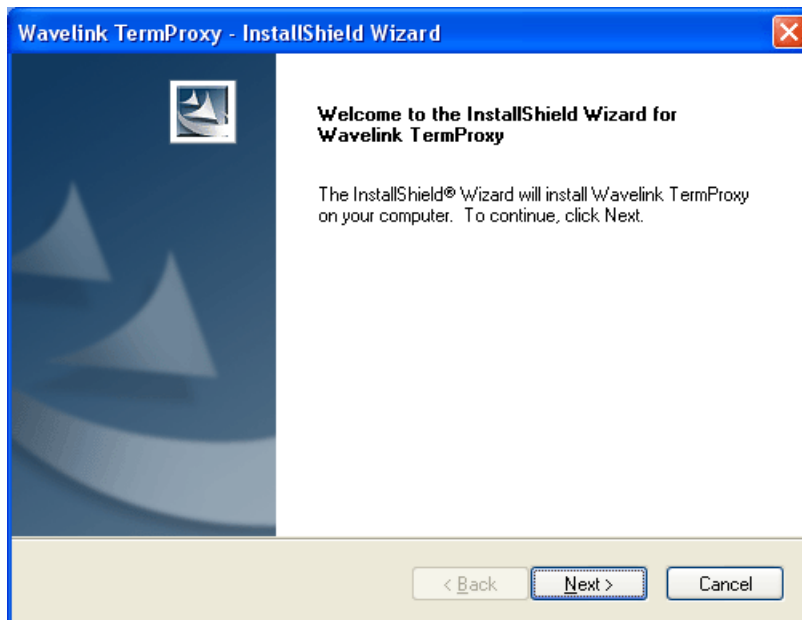 Wavelink TermProxy - InstallShield Wizard
Welcome to the InstallShield Wizard for
Wavelink TermProxy
The InstallShield® Wizard will install Wavelink TermProxy
on your computer. To continue, click Next.
< Back Next > Cancel